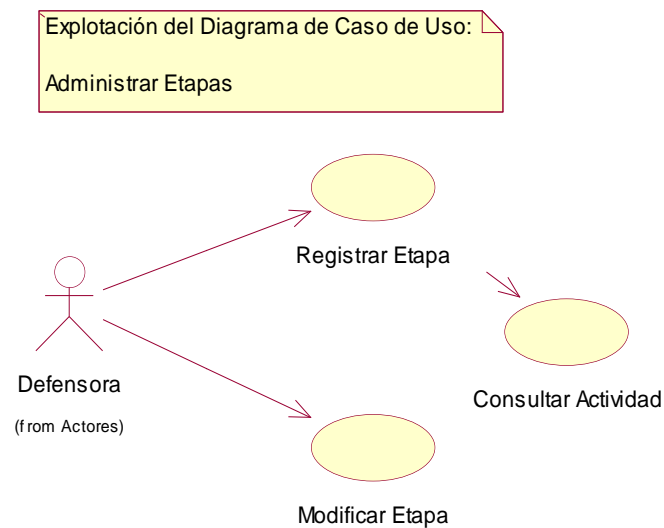 Explotación del Diagrama de Caso de Uso:
Administrar Etapas
Registrar Etapa
Defensora
(from Actores)
Consultar Actividad
Modificar Etapa